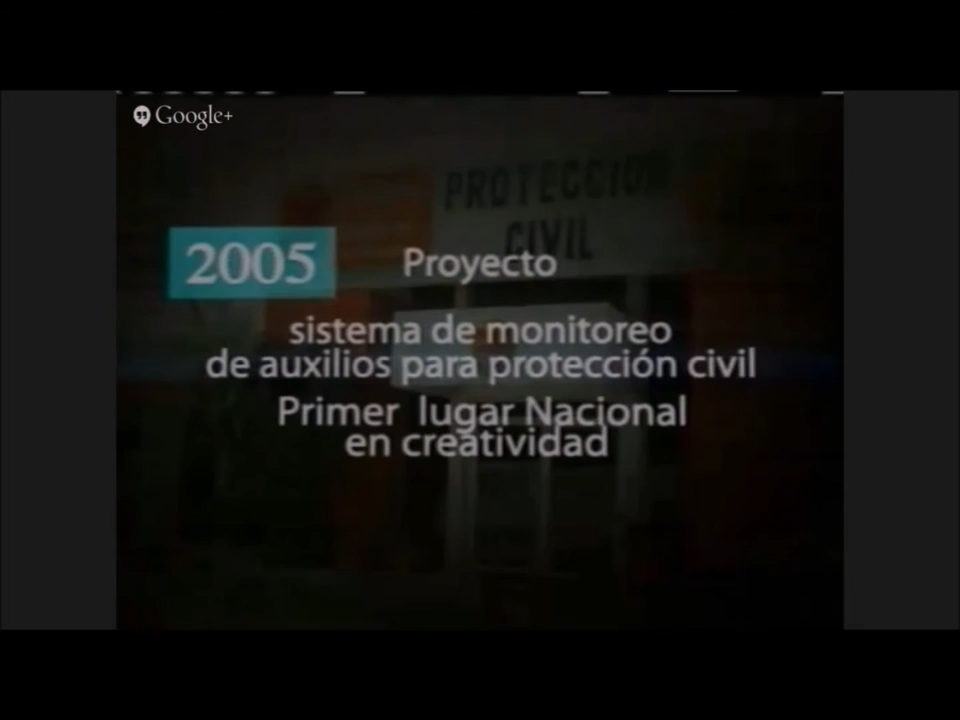 Google+
PROTECCION
CIVIL
2005 Proyecto
sistema de monitoreo
de auxilios para protección civil
Primer lugar Nacional
en creatividad